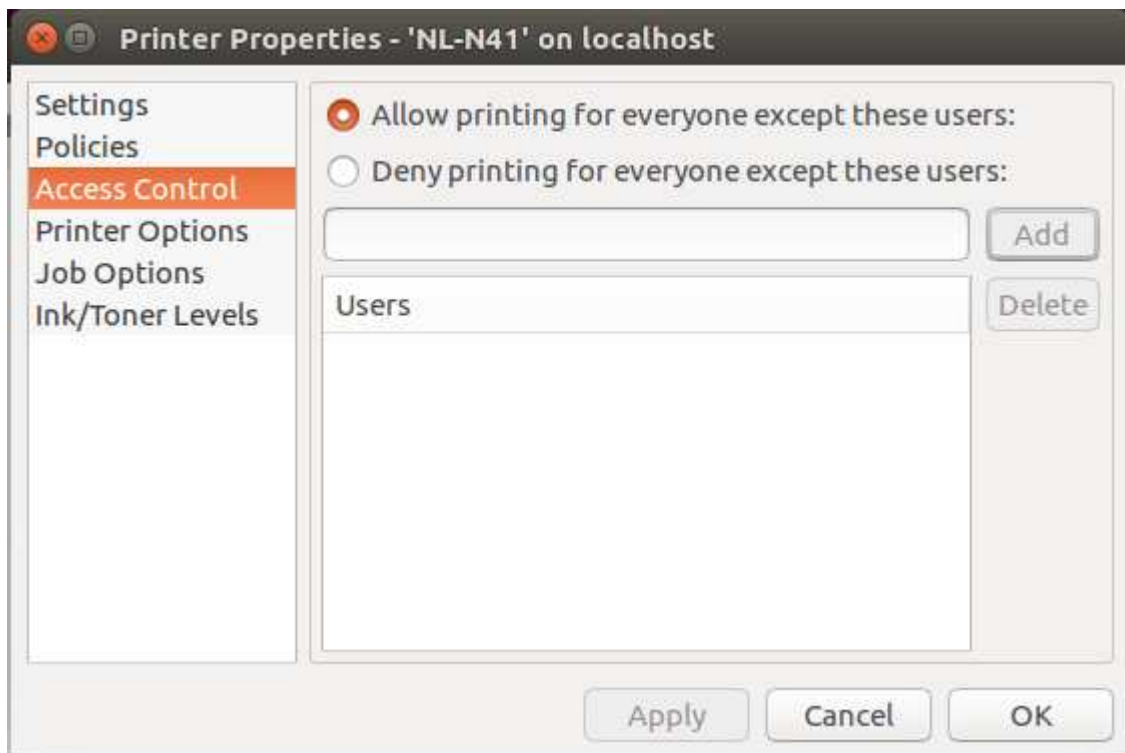 Printer Properties - 'NL-N41' on localhost
Settings
Policies
Access Control
Printer Options
Job Options
Ink/Toner Levels
Allow printing for everyone except these users:
Deny printing for everyone except these users:
Add
Users
Delete
Apply
Cancel
OK